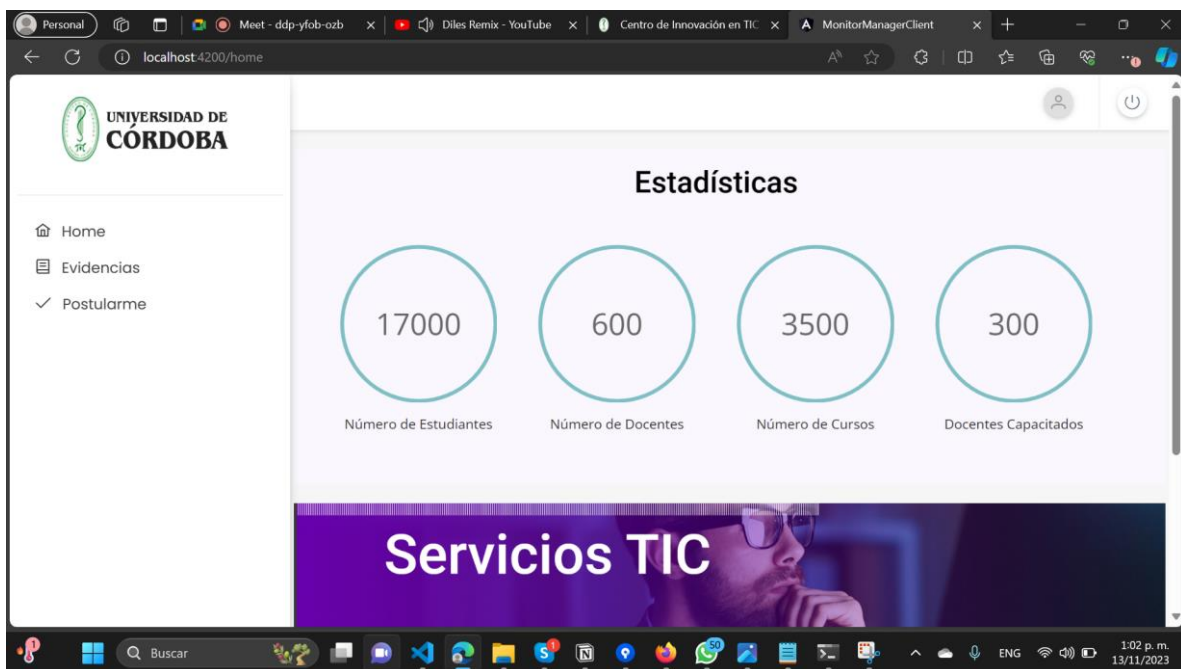 Personal
Meet - ddp-yfob-ozb
Diles Remix - YouTube
Centro de Innovación en TIC
MonitorManagerClient
localhost:4200/home
UNIVERSIDAD DE
CÓRDOBA
TIC
Home
Evidencias
Postularme
Estadísticas
17000
600
3500
300
Número de Estudiantes
Número de Docentes
Número de Cursos
Docentes Capacitados
Servicios TIC
Buscar
50
ENG
1:02 p. m.
13/11/2023